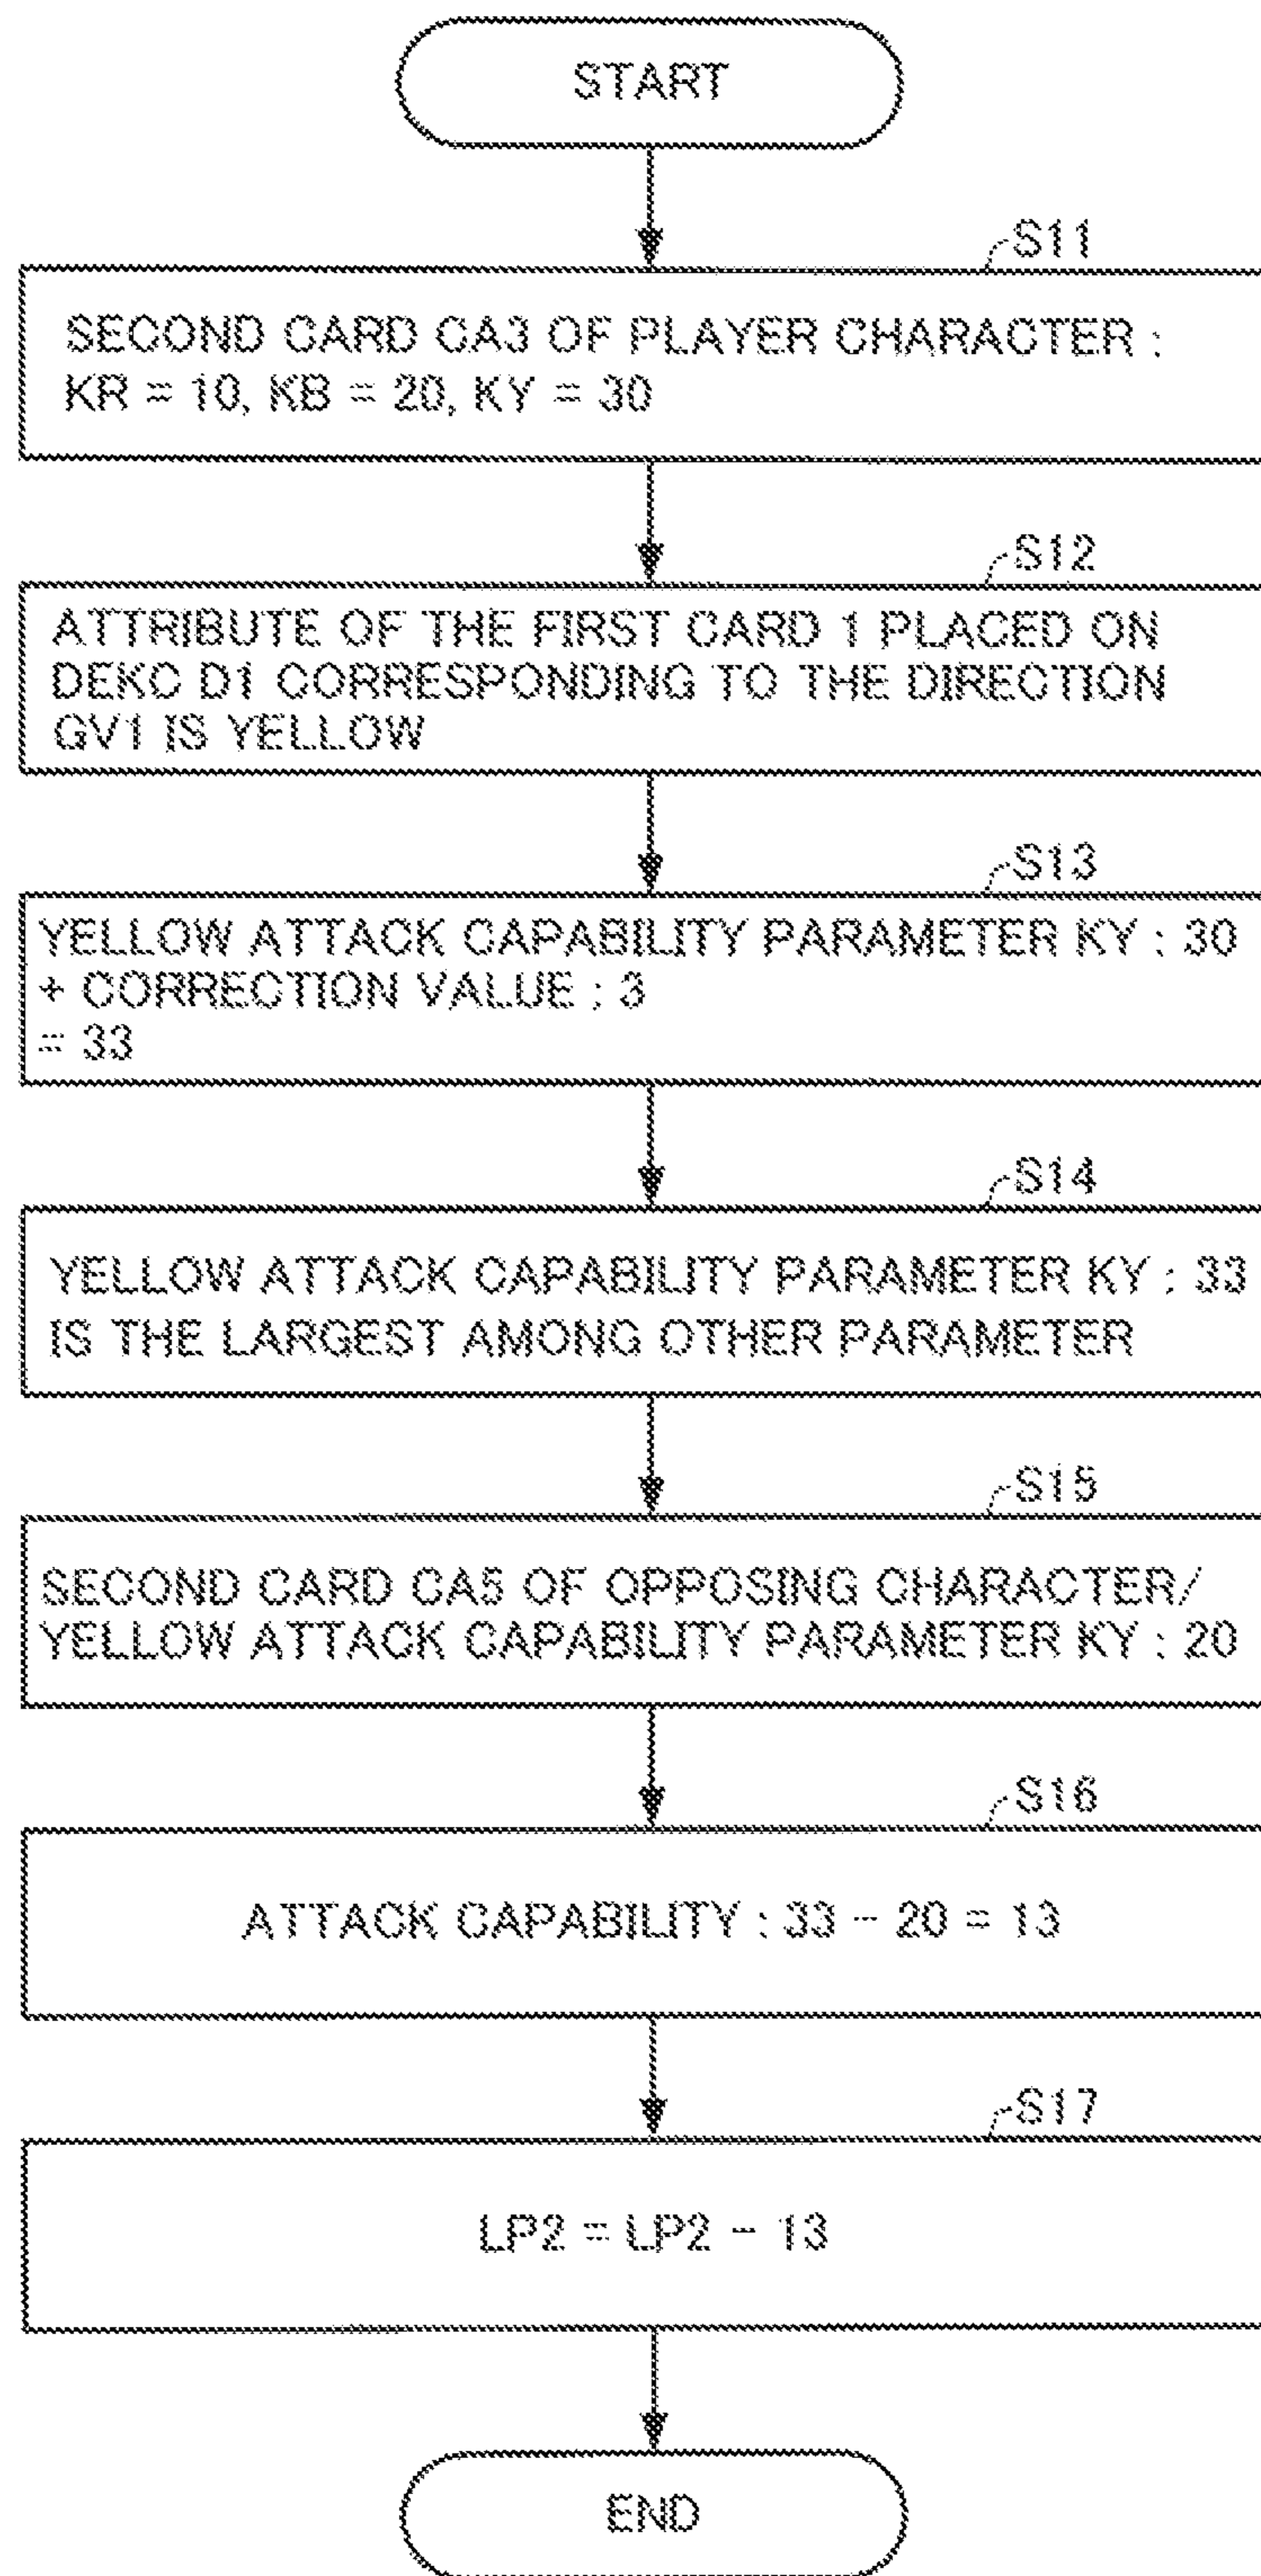 START
S11
SECOND CARD CA3 OF PLAYER CHARACTER :
KR = 10, KB = 20, KY = 30
S12
ATTRIBUTE OF THE FIRST CARD 1 PLACED ON
DEKC D1 CORRESPONDING TO THE DIRECTION
GV1 IS YELLOW
S13
YELLOW ATTACK CAPABILITY PARAMETER KY : 30
+ CORRECTION VALUE : 3
= 33
S14
YELLOW ATTACK CAPABILITY PARAMETER KY : 33
IS THE LARGEST AMONG OTHER PARAMETER
S15
SECOND CARD CA5 OF OPPOSING CHARACTER/
YELLOW ATTACK CAPABILITY PARAMETER KY : 20
S16
ATTACK CAPABILITY : 33 - 20 = 13
S17
LP2 = LP2 - 13
END